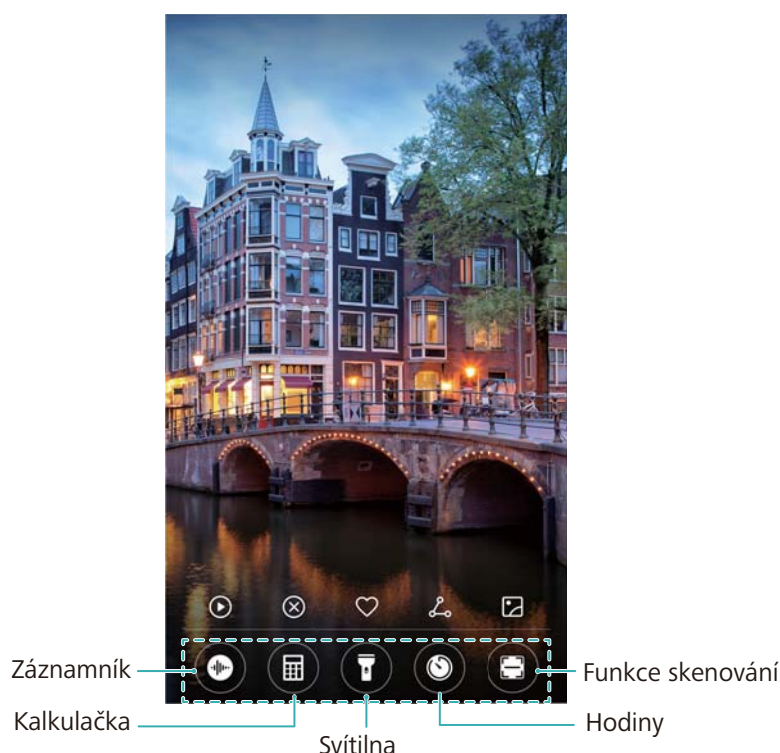 Záznamník
Funkce skenování
Kalkulačka
Hodiny
Svítilna